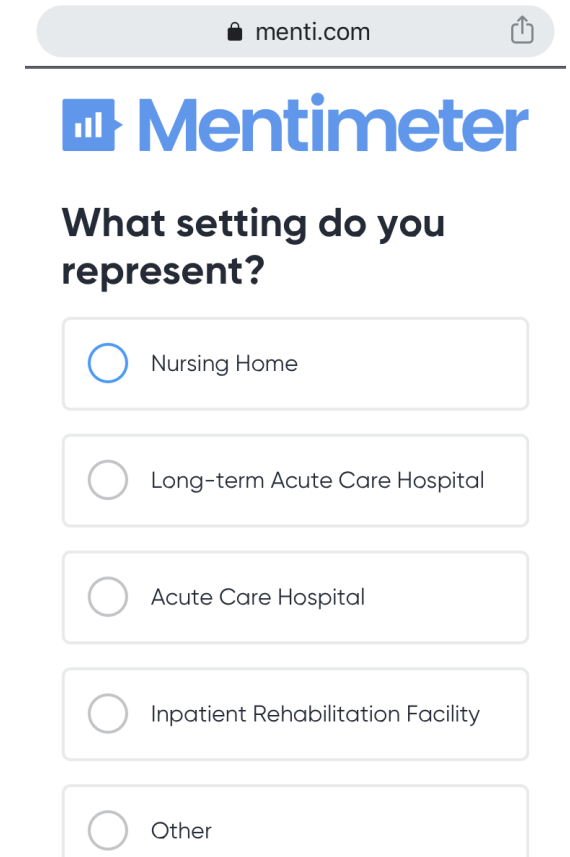 menti.com
Mentimeter
What setting do you
represent?
Nursing Home
Long-term Acute Care Hospital
Acute Care Hospital
Inpatient Rehabilitation Facility
Other